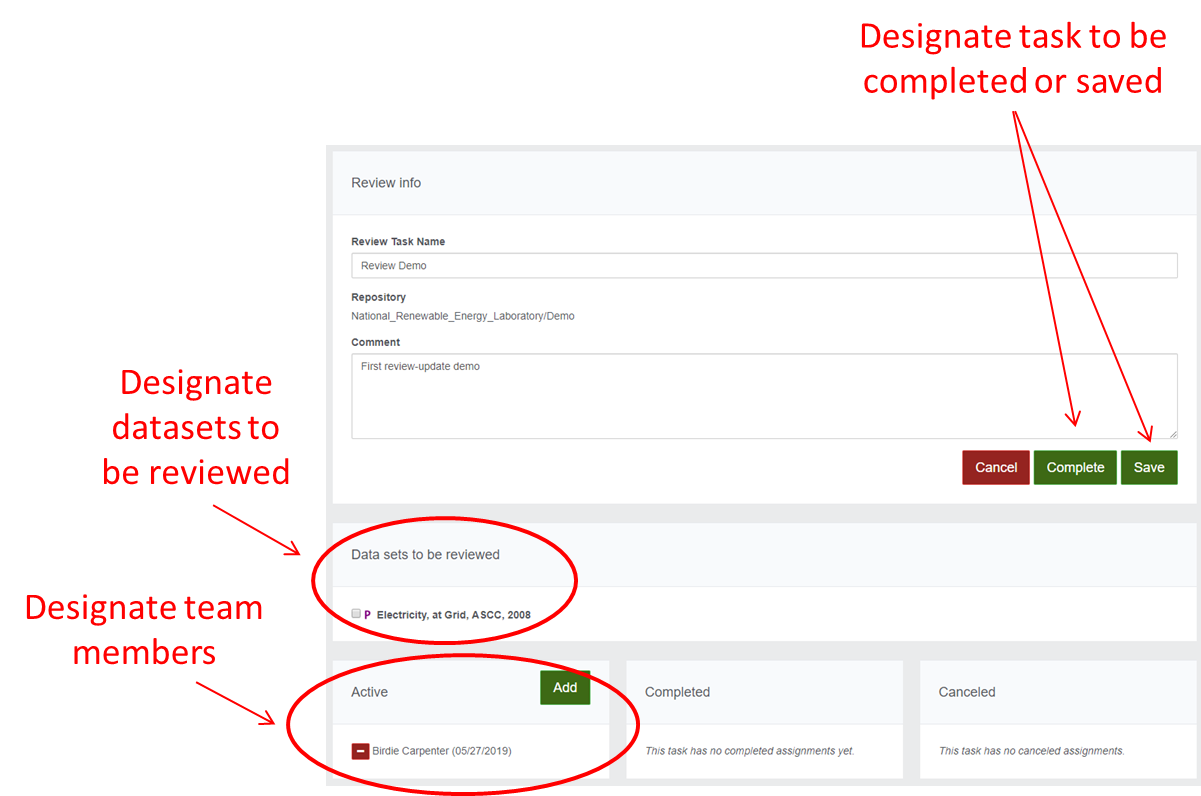 Designate task to be
completed or saved
Review info
Review Task Name
Review Demo
Repository
National_Renewable_Energy_Laboratory/Demo
Comment
First review-update demo
Designate
datasets to
be reviewed
Cancel Complete Save
Data sets to be reviewed
P Electricity, at Grid, ASCC, 2008
Designate team
members
Active Add
Birdie Carpenter (05/27/2019)
Completed
This task has no completed assignments yet.
Canceled
This task has no canceled assignments.